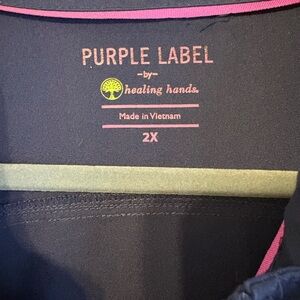 PURPLE LABEL
-by-
healing hands.
Made in Vietnam
2X